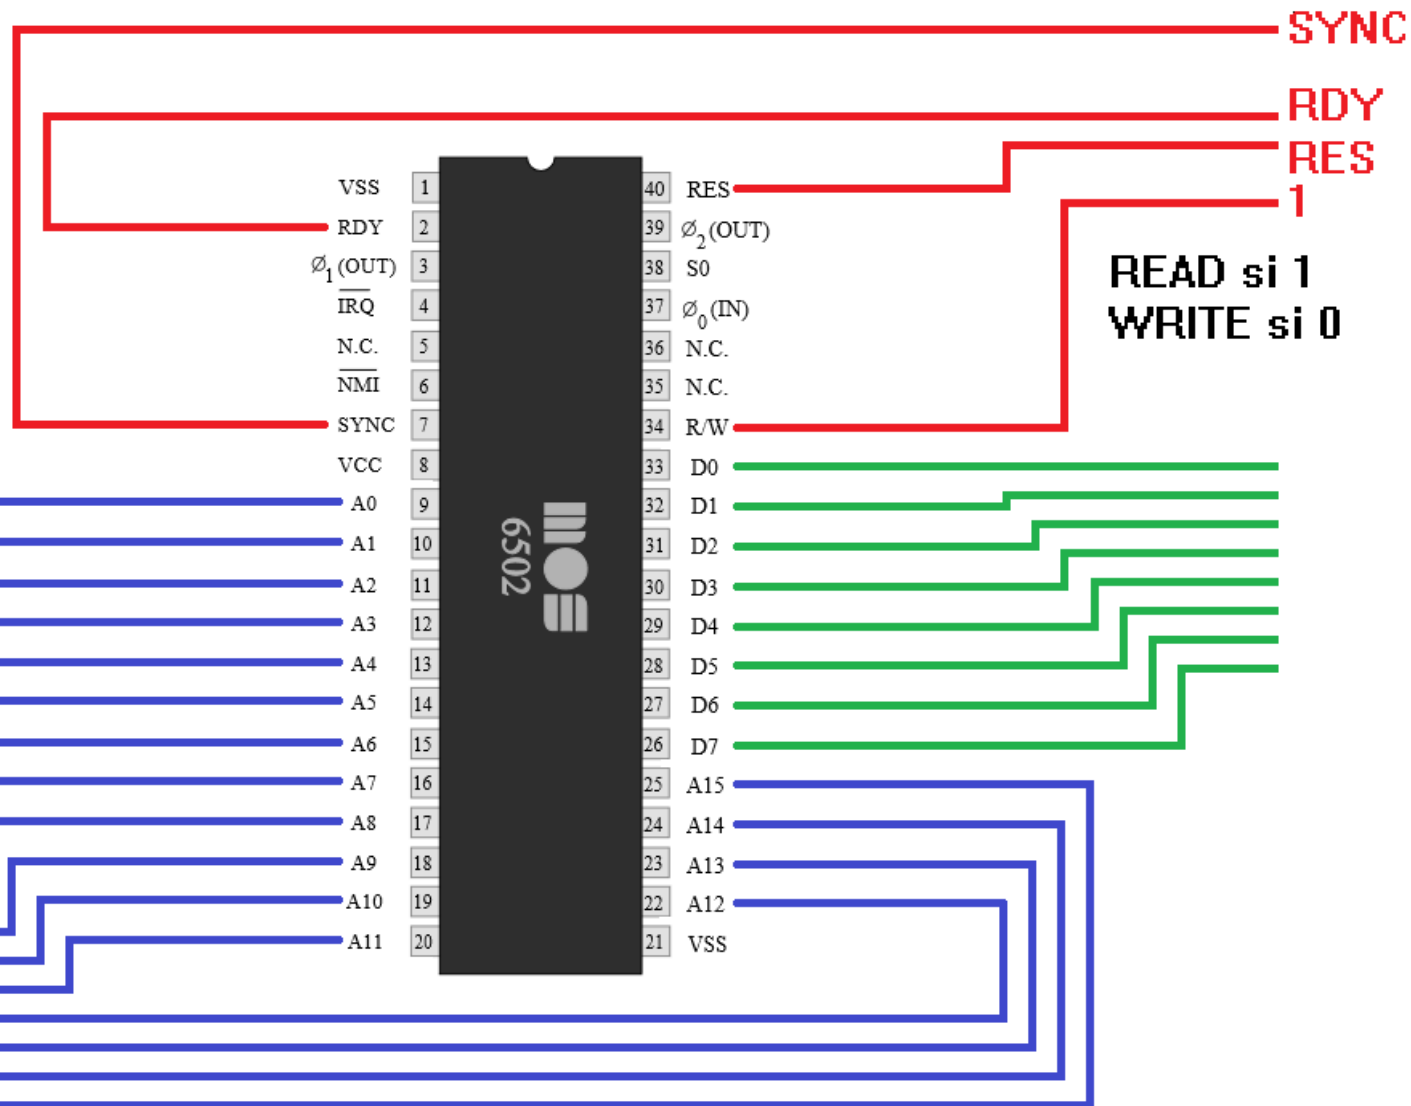 SYNC
RDY
RES
1
READ si 1
WRITE si 0
VSS 1
RDY 2
Ø1(OUT) 3
IRQ 4
N.C. 5
NMI 6
SYNC 7
VCC 8
A0 9
A1 10
A2 11
A3 12
A4 13
A5 14
A6 15
A7 16
A8 17
A9 18
A10 19
A11 20
mos
6502
40 RES
39 Ø2(OUT)
38 S0
37 Ø0(IN)
36 N.C.
35 N.C.
34 R/W
33 D0
32 D1
31 D2
30 D3
29 D4
28 D5
27 D6
26 D7
25 A15
24 A14
23 A13
22 A12
21 VSS